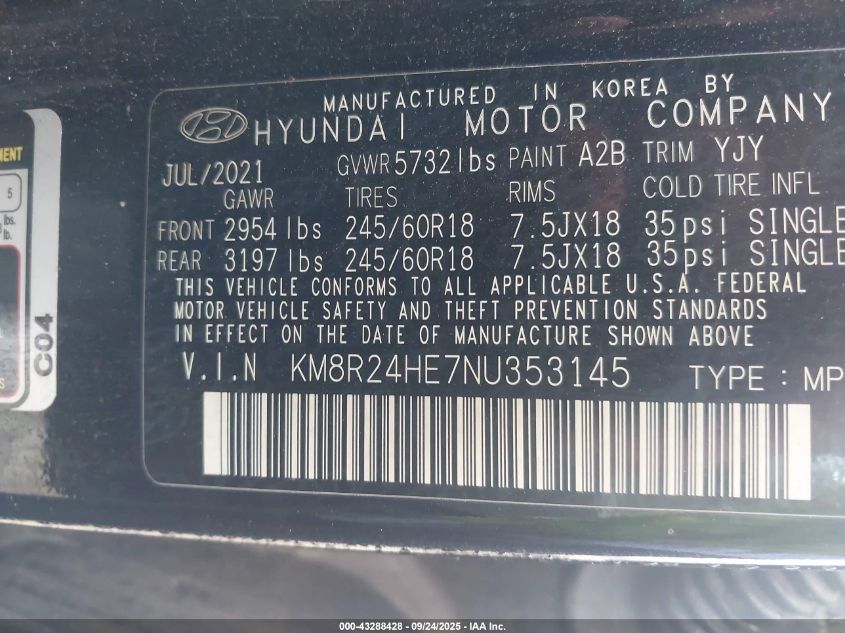 MANUFACTURED IN KOREA BY
HYUNDAI MOTOR COMPANY
JUL/2021 GVWR 5732 lbs PAINT A2B TRIM YJY
GAWR TIRES RIMS COLD TIRE INFL
FRONT 2954 lbs 245/60R18 7.5JX18 35psi SINGLE
REAR 3197 lbs 245/60R18 7.5JX18 35psi SINGLE
THIS VEHICLE CONFORMS TO ALL APPLICABLE U.S.A. FEDERAL
MOTOR VEHICLE SAFETY AND THEFT PREVENTION STANDARDS
IN EFFECT ON THE DATE OF MANUFACTURE SHOWN ABOVE
V.I.N KM8R24HE7NU353145 TYPE : MP
5
lbs.
lb.
C04
000-43288428 - 09/24/2025 - IAA Inc.